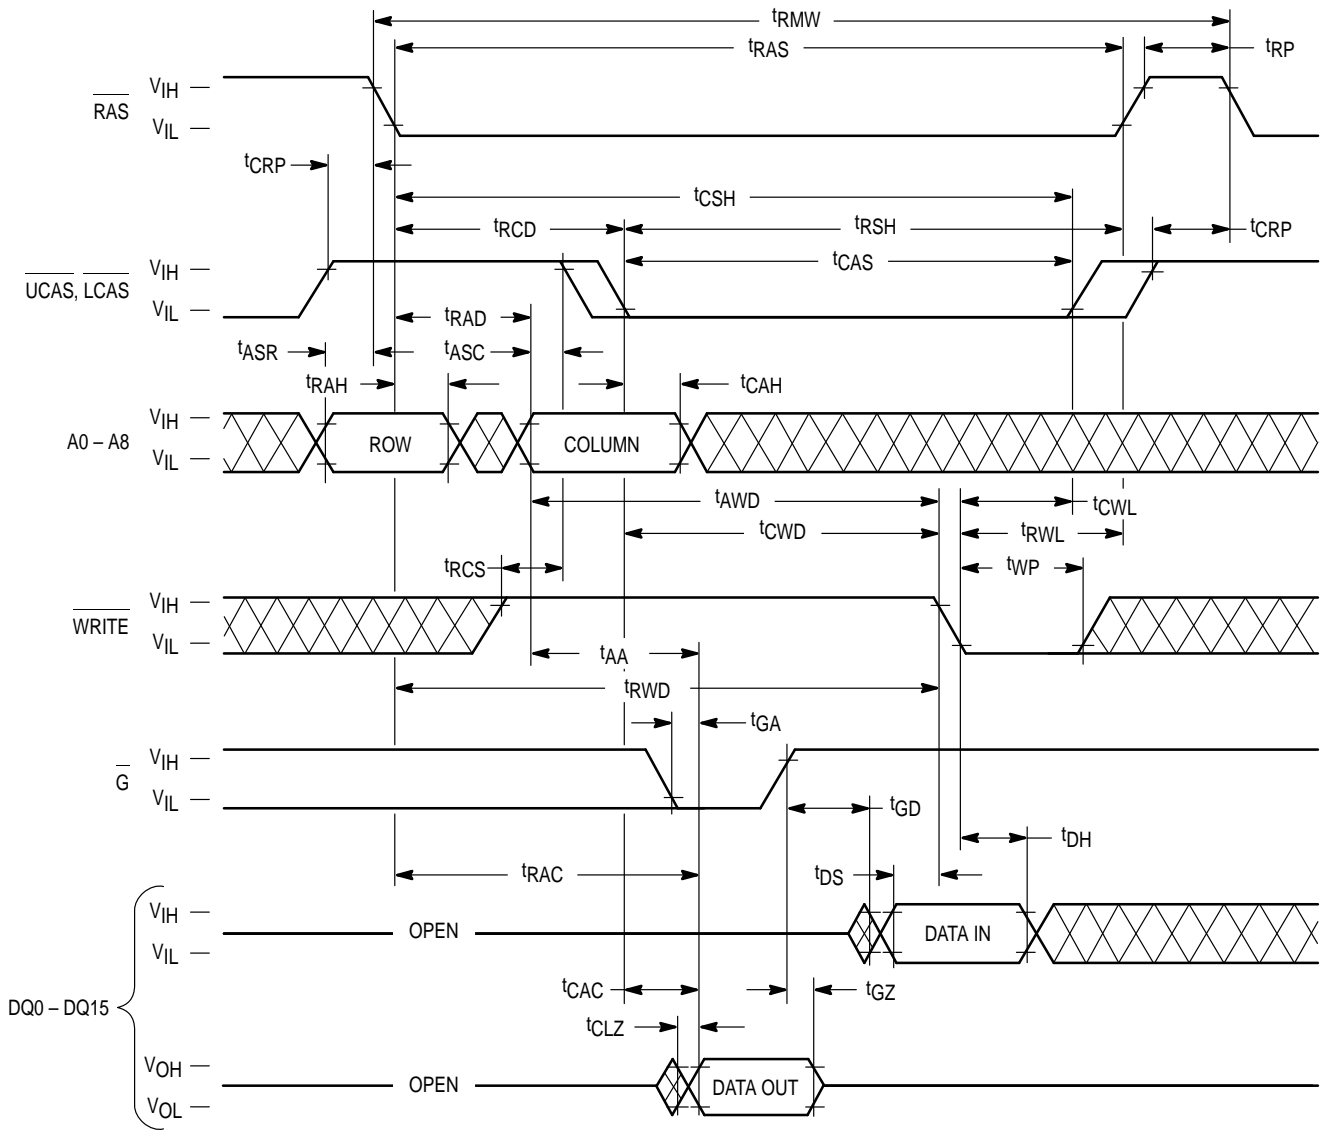 tRMW
tRAS
tRP
RAS
VIH
VIL
tCRP
tCSH
tRCD
tRSH
tCRP
tCAS
UCAS, LCAS
VIH
VIL
tRAD
tASR
tASC
tRAH
tCAH
A0 – A8
VIH
VIL
ROW
COLUMN
tAWD
tCWL
tCWD
tRWL
tRCS
tWP
WRITE
VIH
VIL
tAA
tRWD
tGA
G
VIH
VIL
tGD
tDH
tRAC
tDS
VIH
VIL
OPEN
DATA IN
tCAC
tGZ
DQ0 – DQ15
tCLZ
VOH
VOL
OPEN
DATA OUT